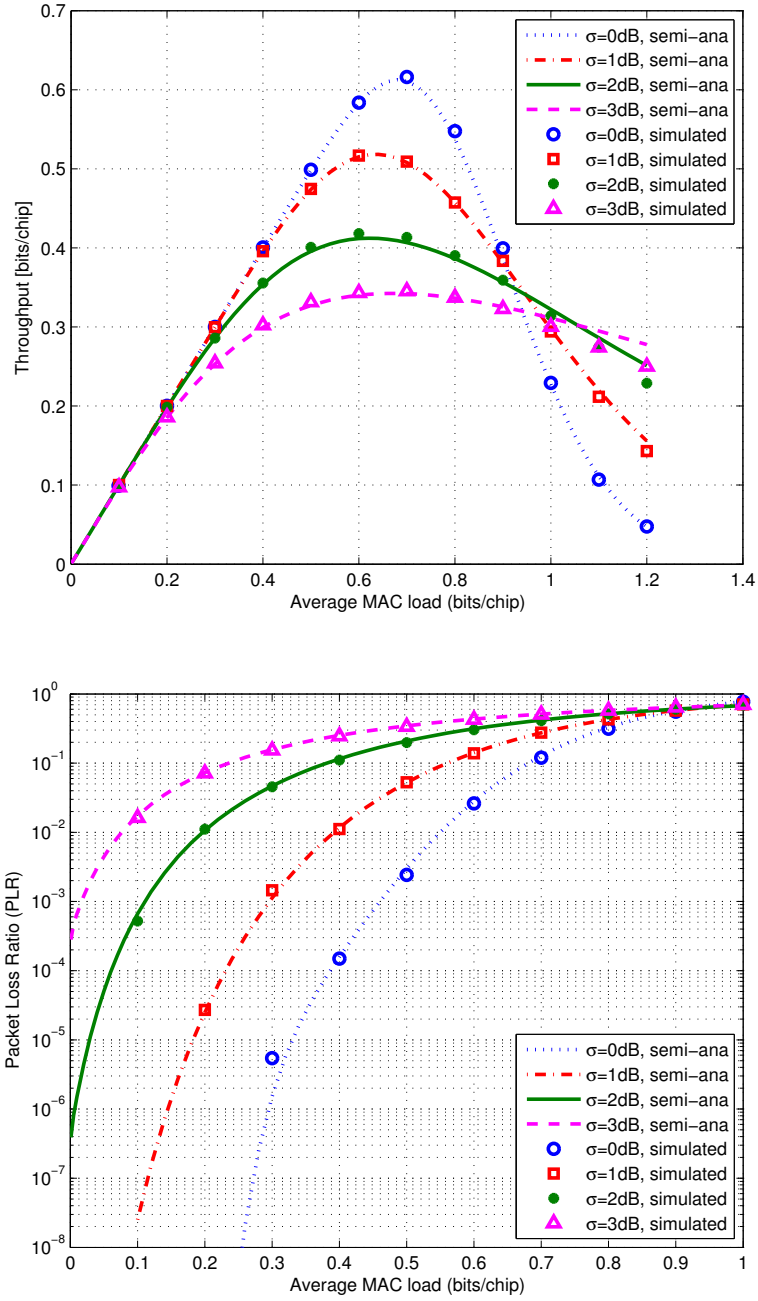 0.7
0.6
0.5
0.4
0.3
0.2
0.1
0
Throughput [bits/chip]
0 0.2 0.4 0.6 0.8 1 1.2 1.4
Average MAC load (bits/chip)
σ=0dB, semi−ana
σ=1dB, semi−ana
σ=2dB, semi−ana
σ=3dB, semi−ana
σ=0dB, simulated
σ=1dB, simulated
σ=2dB, simulated
σ=3dB, simulated
10⁰
10⁻¹
10⁻²
10⁻³
10⁻⁴
10⁻⁵
10⁻⁶
10⁻⁷
10⁻⁸
Packet Loss Ratio (PLR)
0 0.1 0.2 0.3 0.4 0.5 0.6 0.7 0.8 0.9 1
Average MAC load (bits/chip)
σ=0dB, semi−ana
σ=1dB, semi−ana
σ=2dB, semi−ana
σ=3dB, semi−ana
σ=0dB, simulated
σ=1dB, simulated
σ=2dB, simulated
σ=3dB, simulated